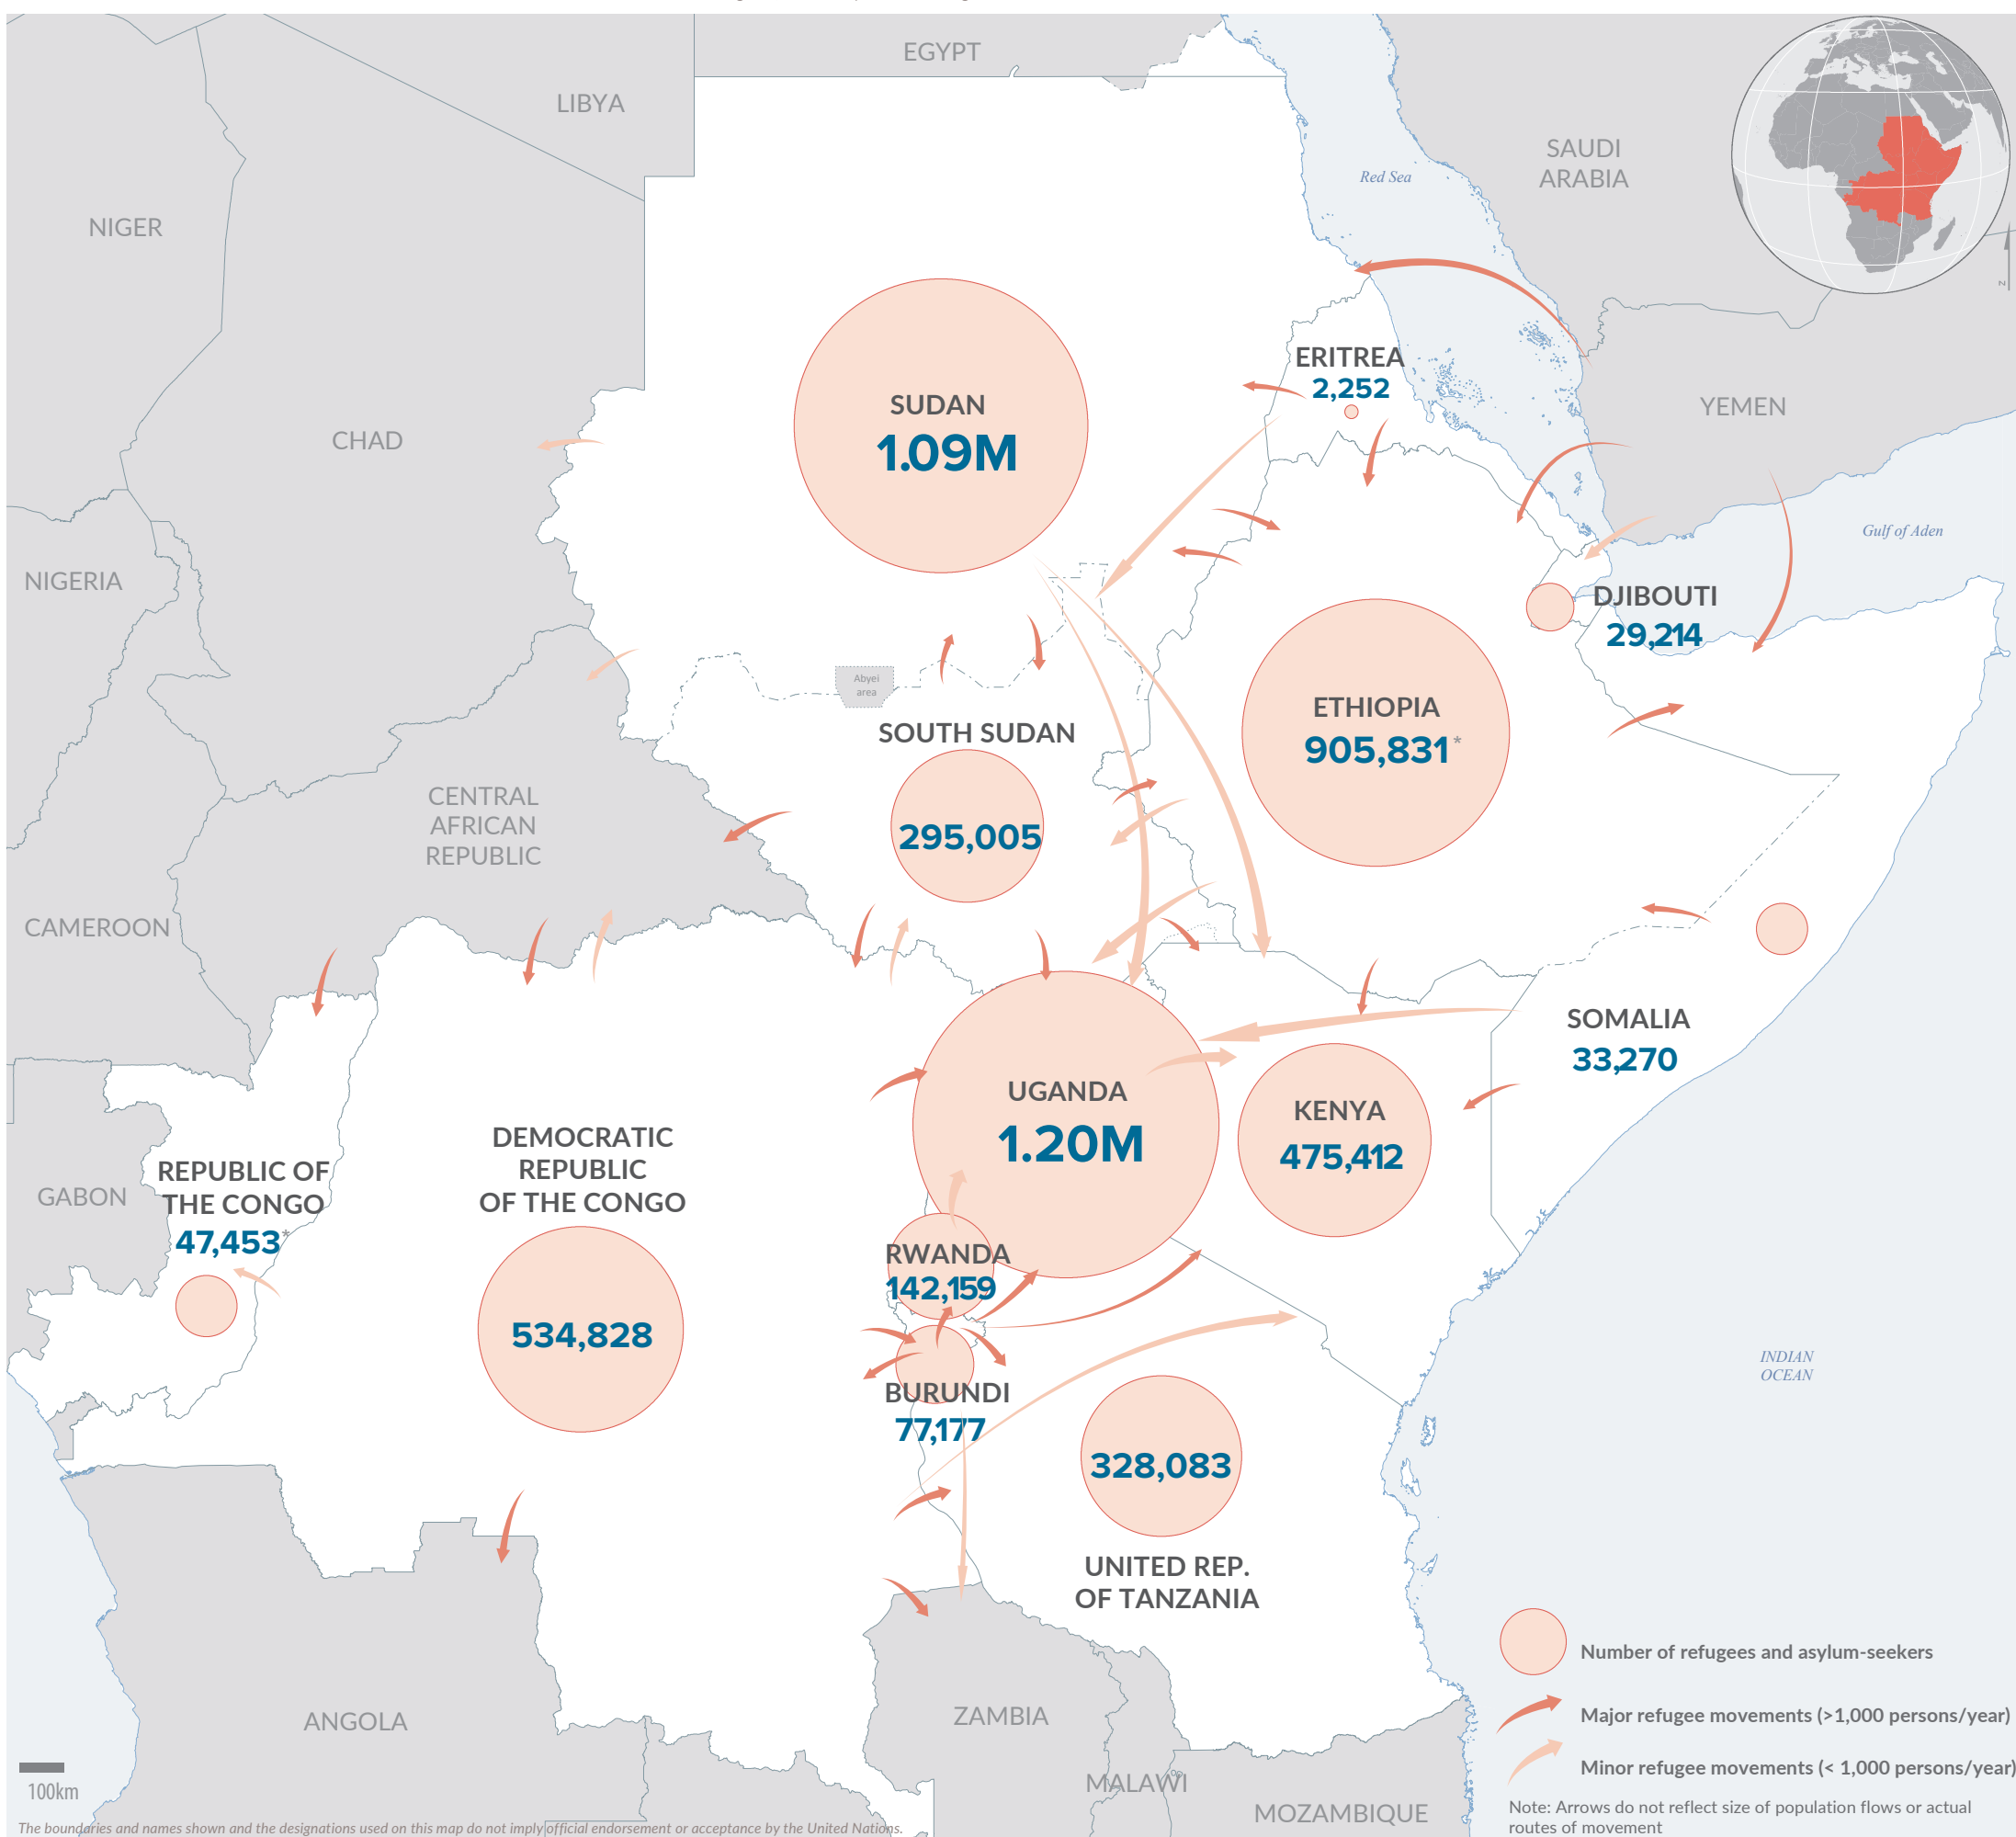 EGYPT
LIBYA
SAUDI
ARABIA
Red Sea
NIGER
N
ERITREA
2,252
SUDAN
1.09M
YEMEN
CHAD
Gulf of Aden
NIGERIA
DJIBOUTI
29,214
Abyei
area
ETHIOPIA
905,831*
SOUTH SUDAN
295,005
CENTRAL
AFRICAN
REPUBLIC
CAMEROON
SOMALIA
33,270
UGANDA
1.20M
KENYA
475,412
DEMOCRATIC
REPUBLIC
OF THE CONGO
534,828
REPUBLIC OF
THE CONGO
47,453*
GABON
RWANDA
142,159
BURUNDI
77,177
INDIAN
OCEAN
328,083
UNITED REP.
OF TANZANIA
ANGOLA
ZAMBIA
MALAWI
MOZAMBIQUE
Number of refugees and asylum-seekers
Major refugee movements (>1,000 persons/year)
Minor refugee movements (< 1,000 persons/year)
Note: Arrows do not reflect size of population flows or actual
routes of movement
100km
The boundaries and names shown and the designations used on this map do not imply official endorsement or acceptance by the United Nations.